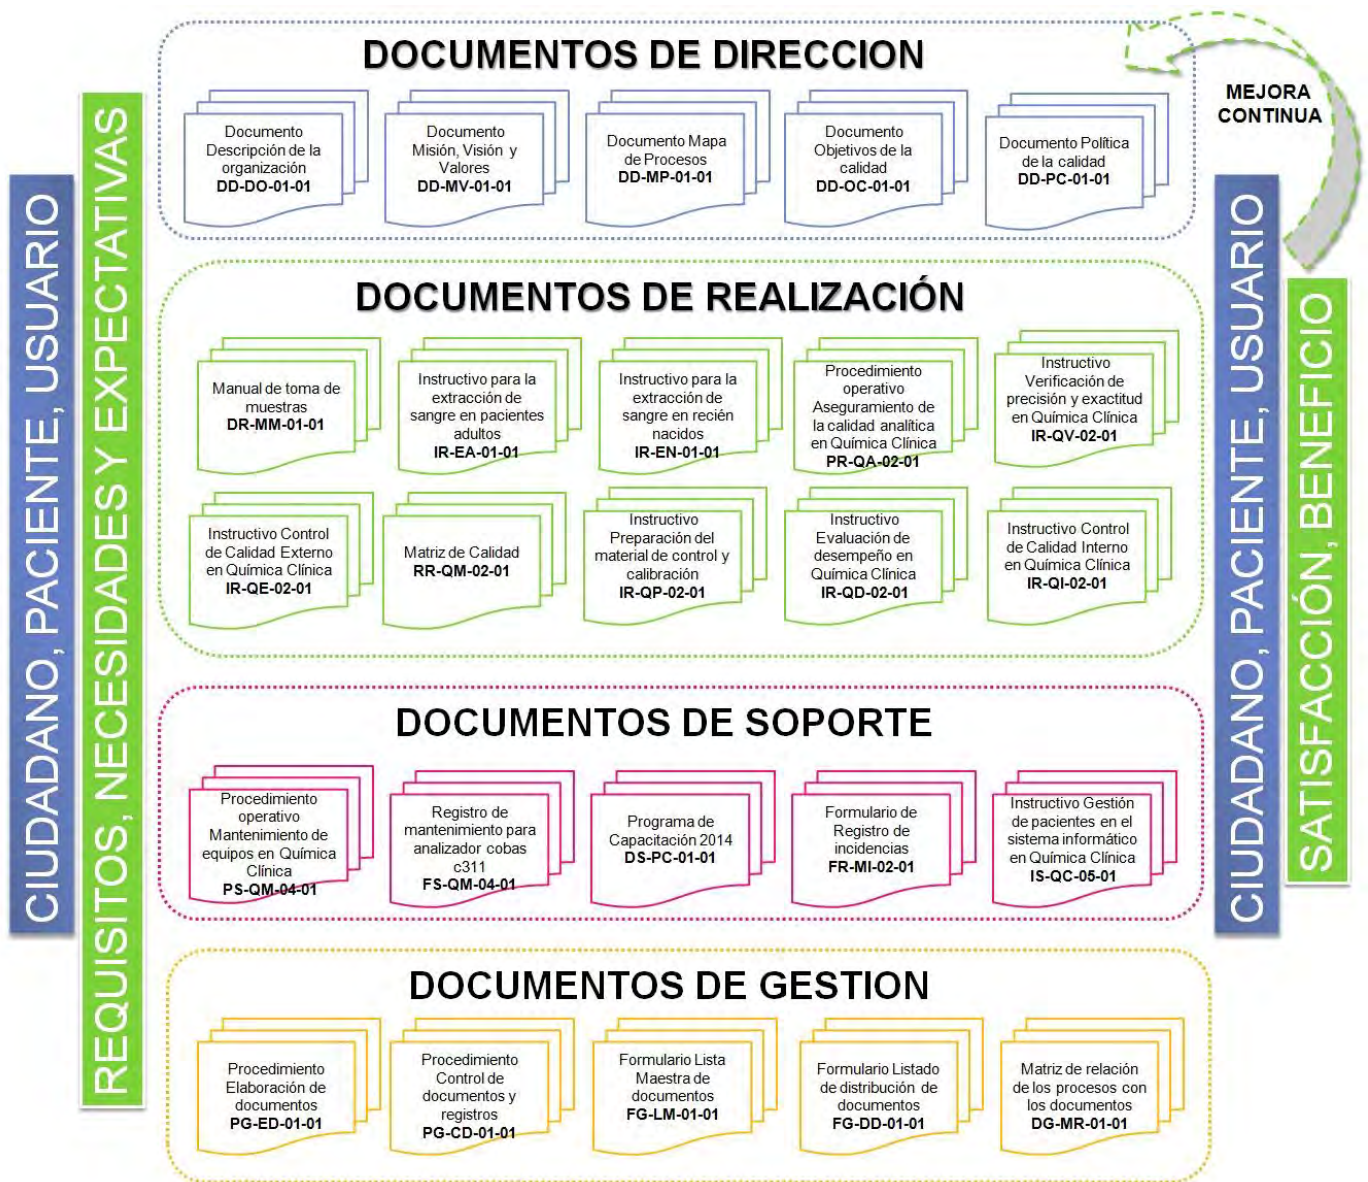 CIUDADANO, PACIENTE, USUARIO
REQUISITOS, NECESIDADES Y EXPECTATIVAS
DOCUMENTOS DE DIRECCION
Documento
Descripción de la
organización
DD-DO-01-01
Documento
Misión, Visión y
Valores
DD-MV-01-01
Documento Mapa
de Procesos
DD-MP-01-01
Documento
Objetivos de la
calidad
DD-OC-01-01
Documento Política
de la calidad
DD-PC-01-01
DOCUMENTOS DE REALIZACIÓN
Manual de toma de
muestras
DR-MM-01-01
Instructivo para la
extracción de
sangre en pacientes
adultos
IR-EA-01-01
Instructivo para la
extracción de
sangre en recién
nacidos
IR-EN-01-01
Procedimiento
operativo
Aseguramiento de
la calidad analítica
en Química Clínica
PR-QA-02-01
Instructivo
Verificación de
precisión y exactitud
en Química Clínica
IR-QV-02-01
Instructivo Control
de Calidad Externo
en Química Clínica
IR-QE-02-01
Matriz de Calidad
RR-QM-02-01
Instructivo
Preparación del
material de control y
calibración
IR-QP-02-01
Instructivo
Evaluación de
desempeño en
Química Clínica
IR-QD-02-01
Instructivo Control
de Calidad Interno
en Química Clínica
IR-QI-02-01
DOCUMENTOS DE SOPORTE
Procedimiento
operativo
Mantenimiento de
equipos en Química
Clínica
PS-QM-04-01
Registro de
mantenimiento para
analizador cobas
c311
FS-QM-04-01
Programa de
Capacitación 2014
DS-PC-01-01
Formulario de
Registro de
incidencias
FR-MI-02-01
Instructivo Gestión
de pacientes en el
sistema informático
en Química Clínica
IS-QC-05-01
DOCUMENTOS DE GESTION
Procedimiento
Elaboración de
documentos
PG-ED-01-01
Procedimiento
Control de
documentos y
registros
PG-CD-01-01
Formulario Lista
Maestra de
documentos
FG-LM-01-01
Formulario Listado
de distribución de
documentos
FG-DD-01-01
Matriz de relación
de los procesos con
los documentos
DG-MR-01-01
MEJORA
CONTINUA
CIUDADANO, PACIENTE, USUARIO
SATISFACCIÓN, BENEFICIO